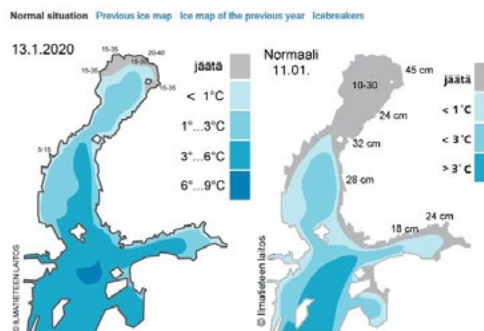 Normal situation Previous ice map Ice map of the previous year Icebreakers
13.1.2020
15-35
20-40
15-35
15-35
5-15
jäätä
< 1°C
1°...3°C
3°...6°C
6°...9°C
© ILMATIETEEN LAITOS
Normaali
11.01.
10-30
45 cm
24 cm
32 cm
28 cm
18 cm
24 cm
jäätä
< 1°C
< 3°C
> 3°C
© Ilmatieteen laitos